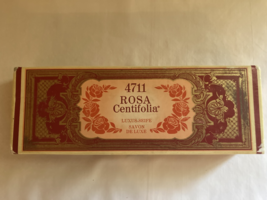 4711
ROSA
Centifolia®
LUXUSSEIFE
SAVON
DE LUXE